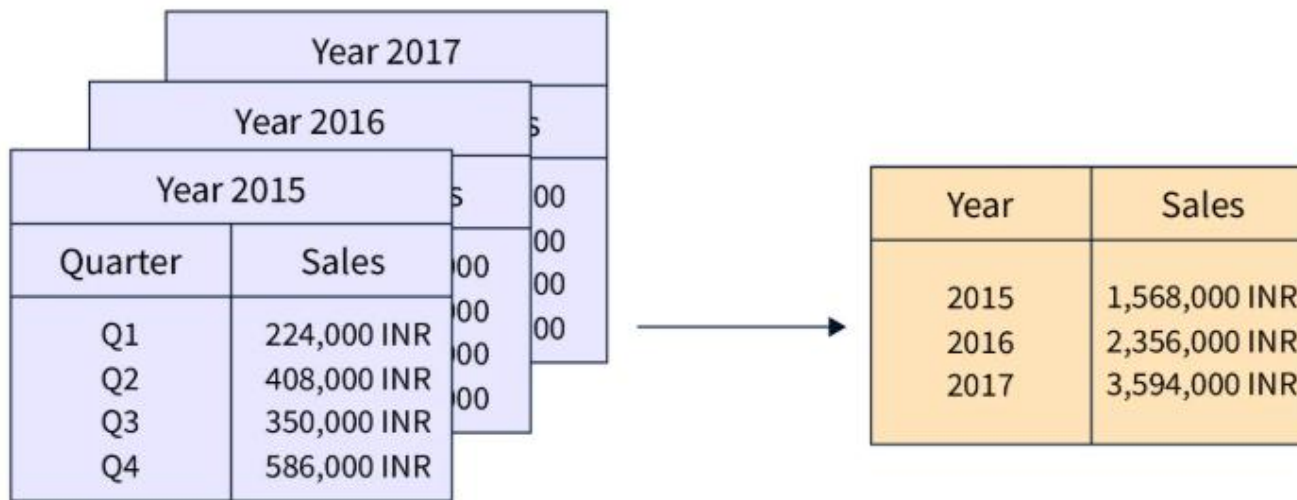 Year 2017
Year 2016
Year 2015
Quarter Sales
Q1 224,000 INR
Q2 408,000 INR
Q3 350,000 INR
Q4 586,000 INR
Year Sales
2015 1,568,000 INR
2016 2,356,000 INR
2017 3,594,000 INR